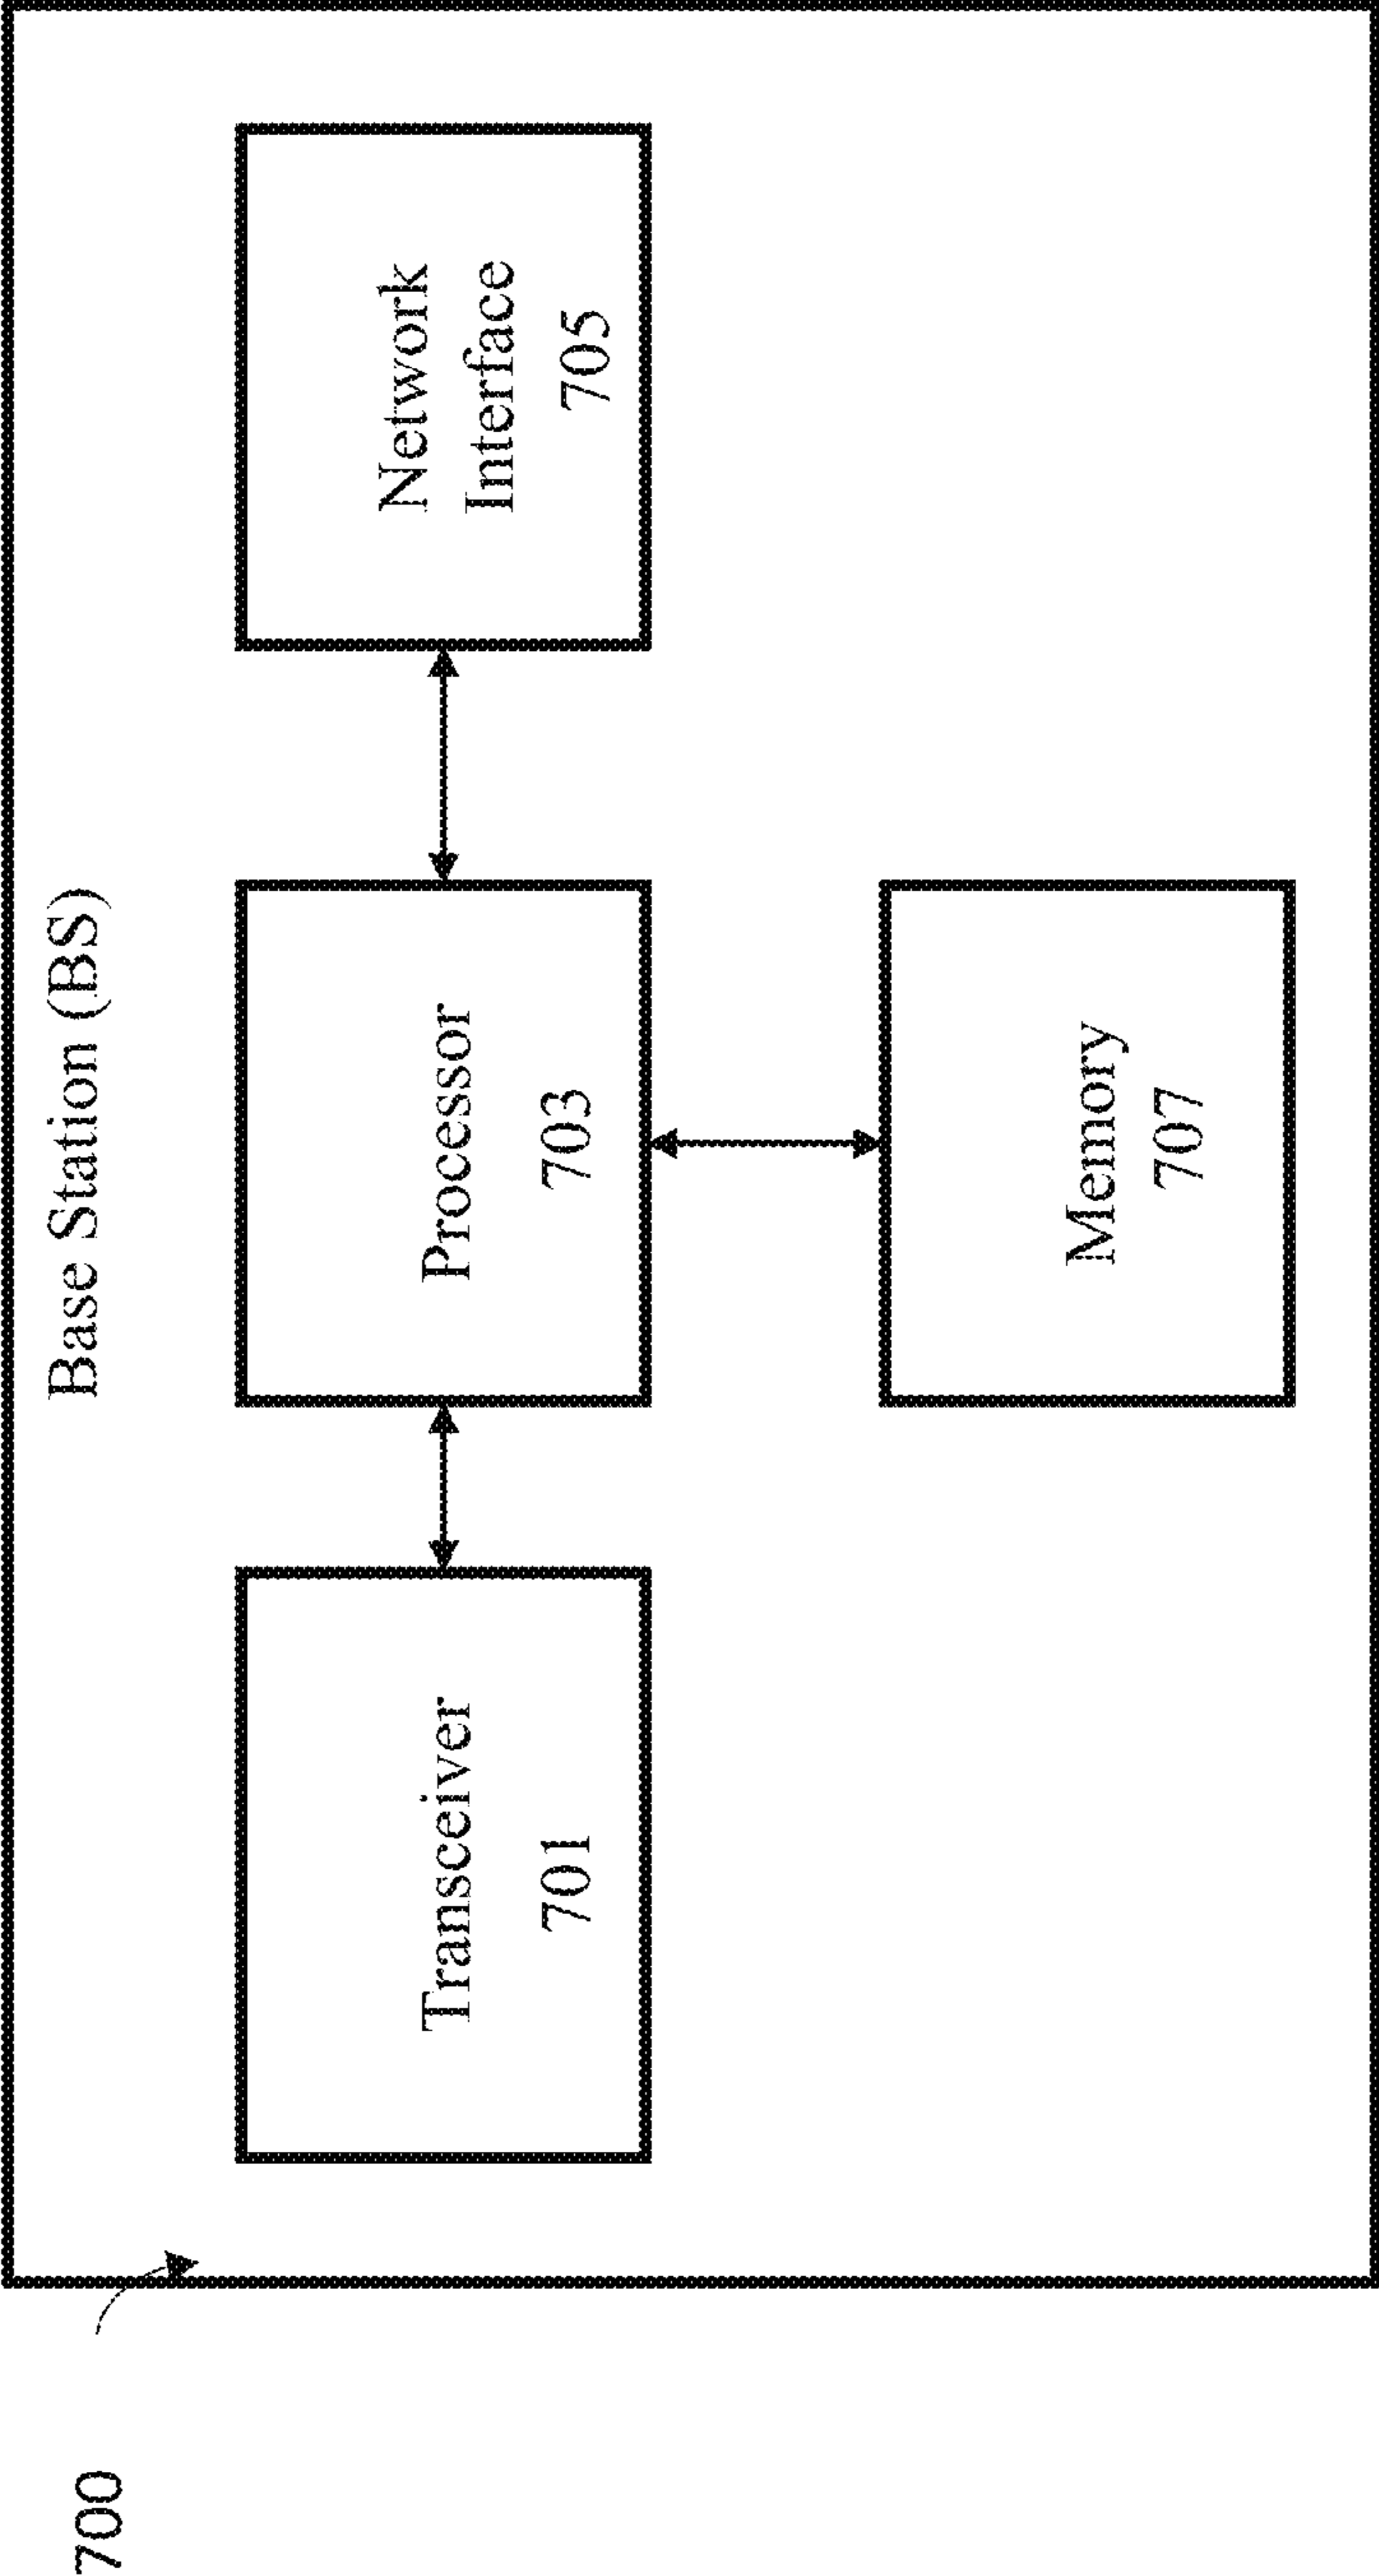 700
Base Station (BS)
Transceiver
701
Processor
703
Network
Interface
705
Memory
707